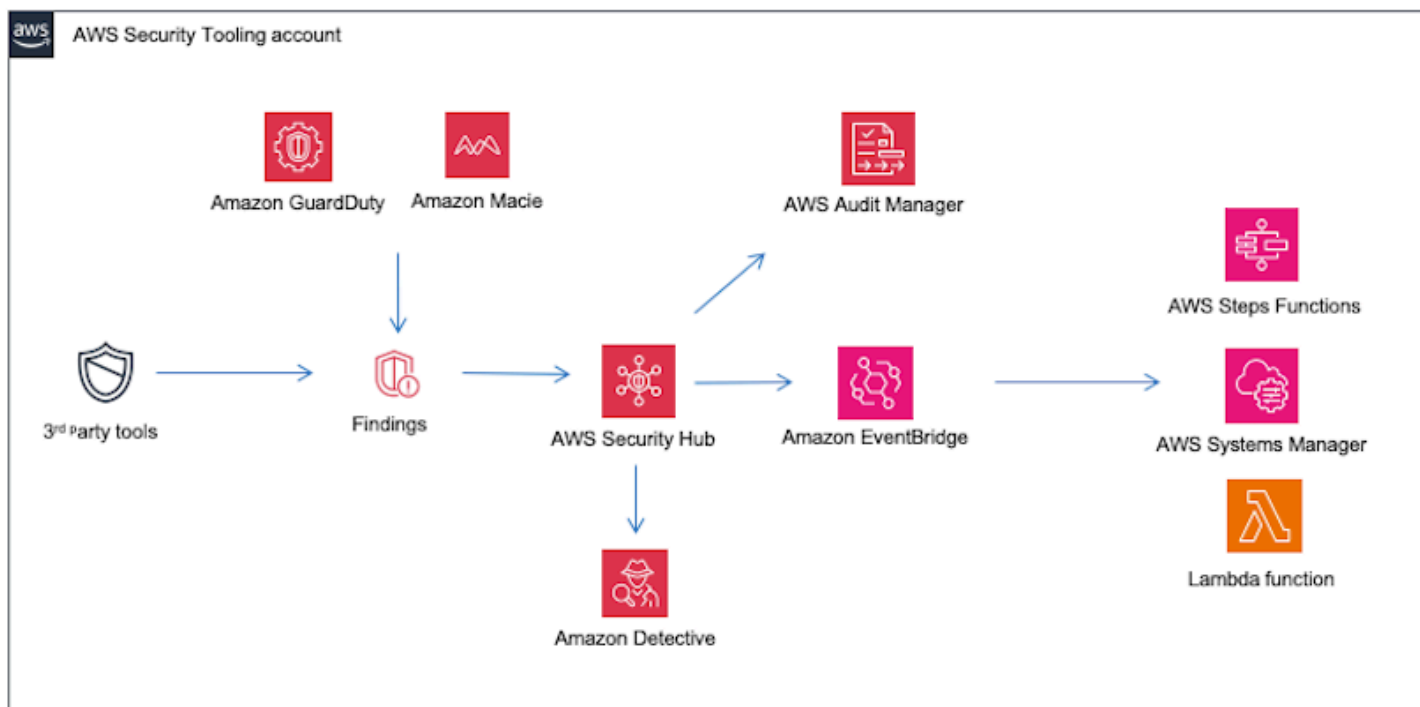 aws
AWS Security Tooling account
Amazon GuardDuty
Amazon Macie
AWS Audit Manager
AWS Steps Functions
3rd Party tools
Findings
AWS Security Hub
Amazon EventBridge
AWS Systems Manager
Lambda function
Amazon Detective